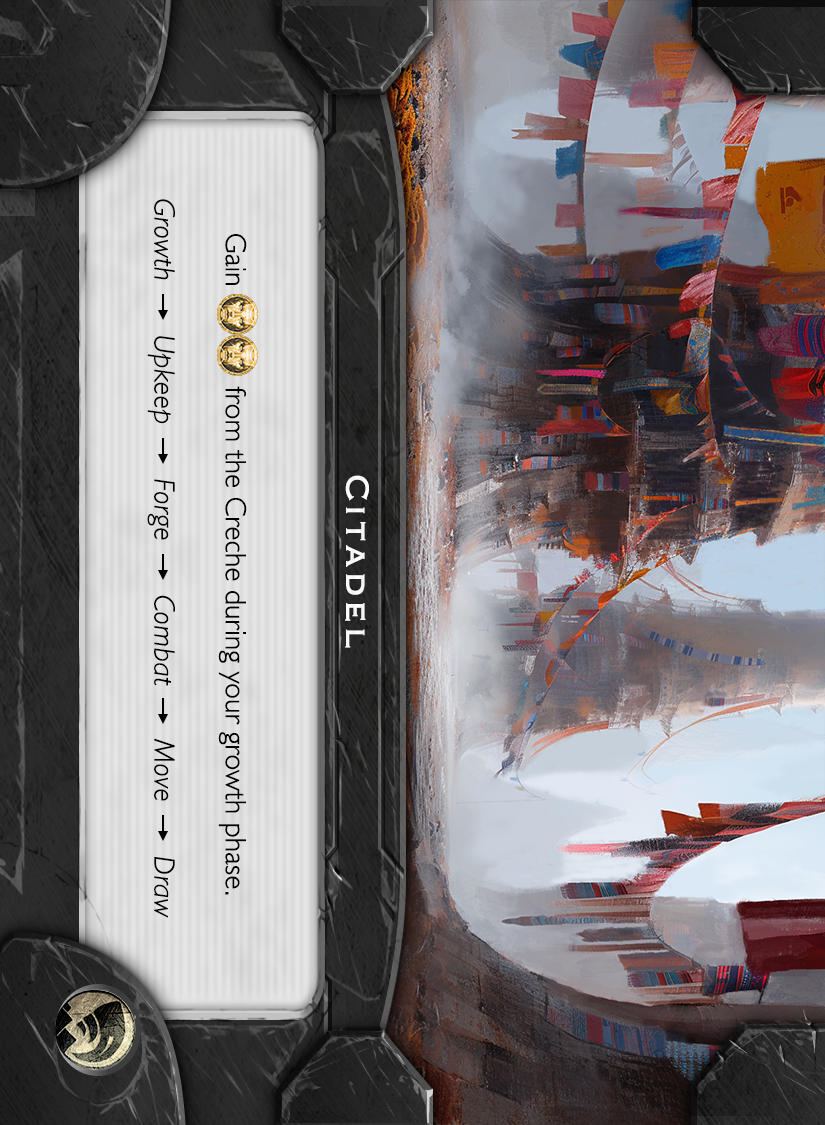 CITADEL
Gain from the Creche during your growth phase.
Growth → Upkeep → Forge → Combat → Move → Draw